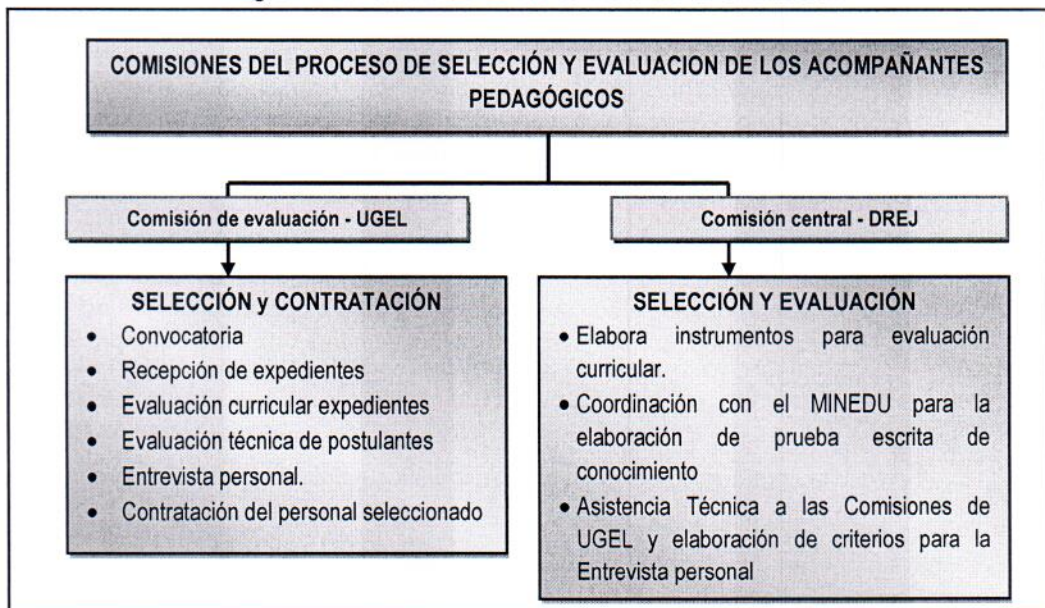 COMISIONES DEL PROCESO DE SELECCIÓN Y EVALUACION DE LOS ACOMPAÑANTES
PEDAGÓGICOS
Comisión de evaluación - UGEL
Comisión central - DREJ
SELECCIÓN y CONTRATACIÓN
• Convocatoria
• Recepción de expedientes
• Evaluación curricular expedientes
• Evaluación técnica de postulantes
• Entrevista personal.
• Contratación del personal seleccionado
SELECCIÓN Y EVALUACIÓN
• Elabora instrumentos para evaluación
curricular.
• Coordinación con el MINEDU para la
elaboración de prueba escrita de
conocimiento
• Asistencia Técnica a las Comisiones de
UGEL y elaboración de criterios para la
Entrevista personal